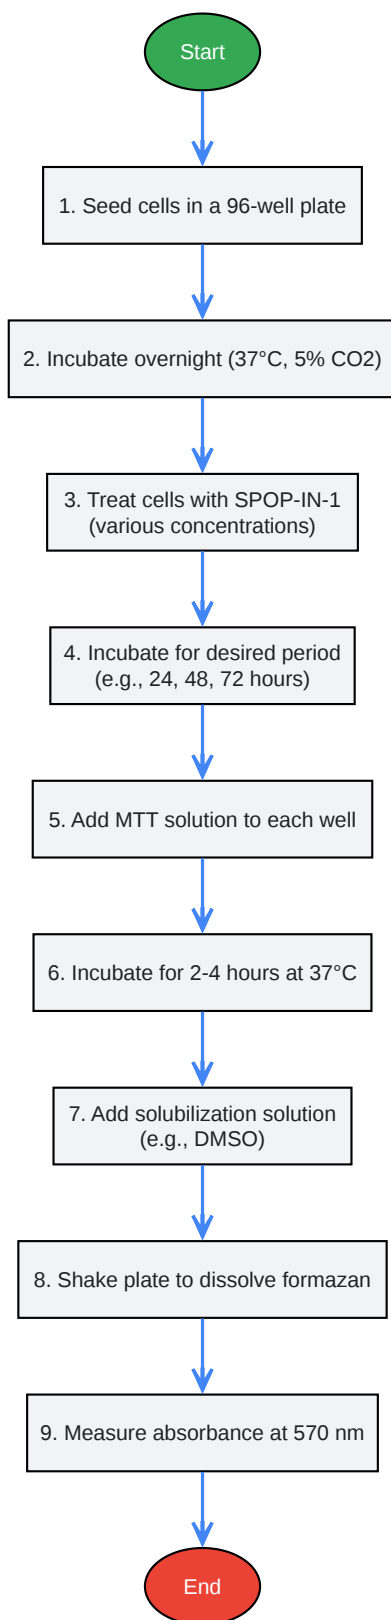 Start
1. Seed cells in a 96-well plate
2. Incubate overnight (37°C, 5% CO2)
3. Treat cells with SPOP-IN-1
(various concentrations)
4. Incubate for desired period
(e.g., 24, 48, 72 hours)
5. Add MTT solution to each well
6. Incubate for 2-4 hours at 37°C
7. Add solubilization solution
(e.g., DMSO)
8. Shake plate to dissolve formazan
9. Measure absorbance at 570 nm
End